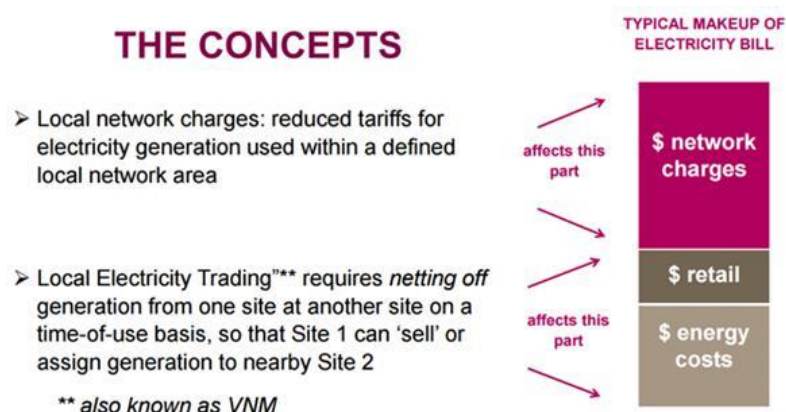 THE CONCEPTS
➢ Local network charges: reduced tariffs for
electricity generation used within a defined
local network area
affects this
part
➢ Local Electricity Trading"** requires netting off
generation from one site at another site on a
time-of-use basis, so that Site 1 can ‘sell’ or
assign generation to nearby Site 2
** also known as VNM
affects this
part
TYPICAL MAKEUP OF
ELECTRICITY BILL
$ network
charges
$ retail
$ energy
costs